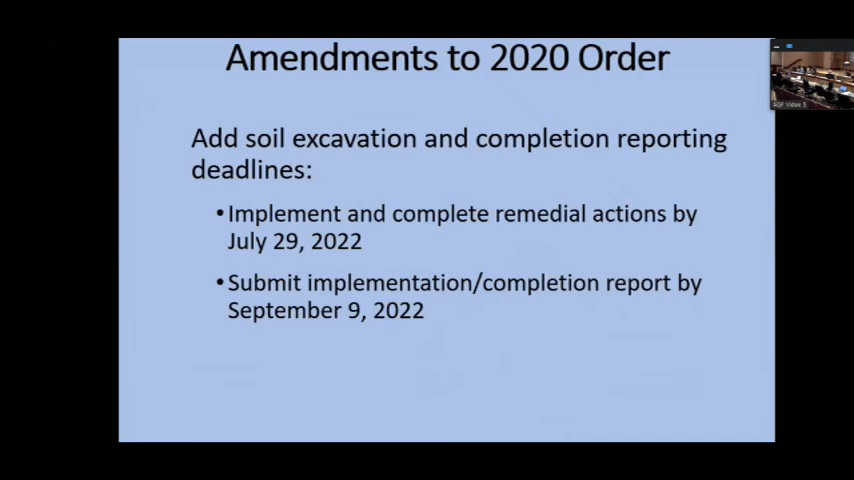 Amendments to 2020 Order
Add soil excavation and completion reporting
deadlines:
•Implement and complete remedial actions by
July 29, 2022
•Submit implementation/completion report by
September 9, 2022